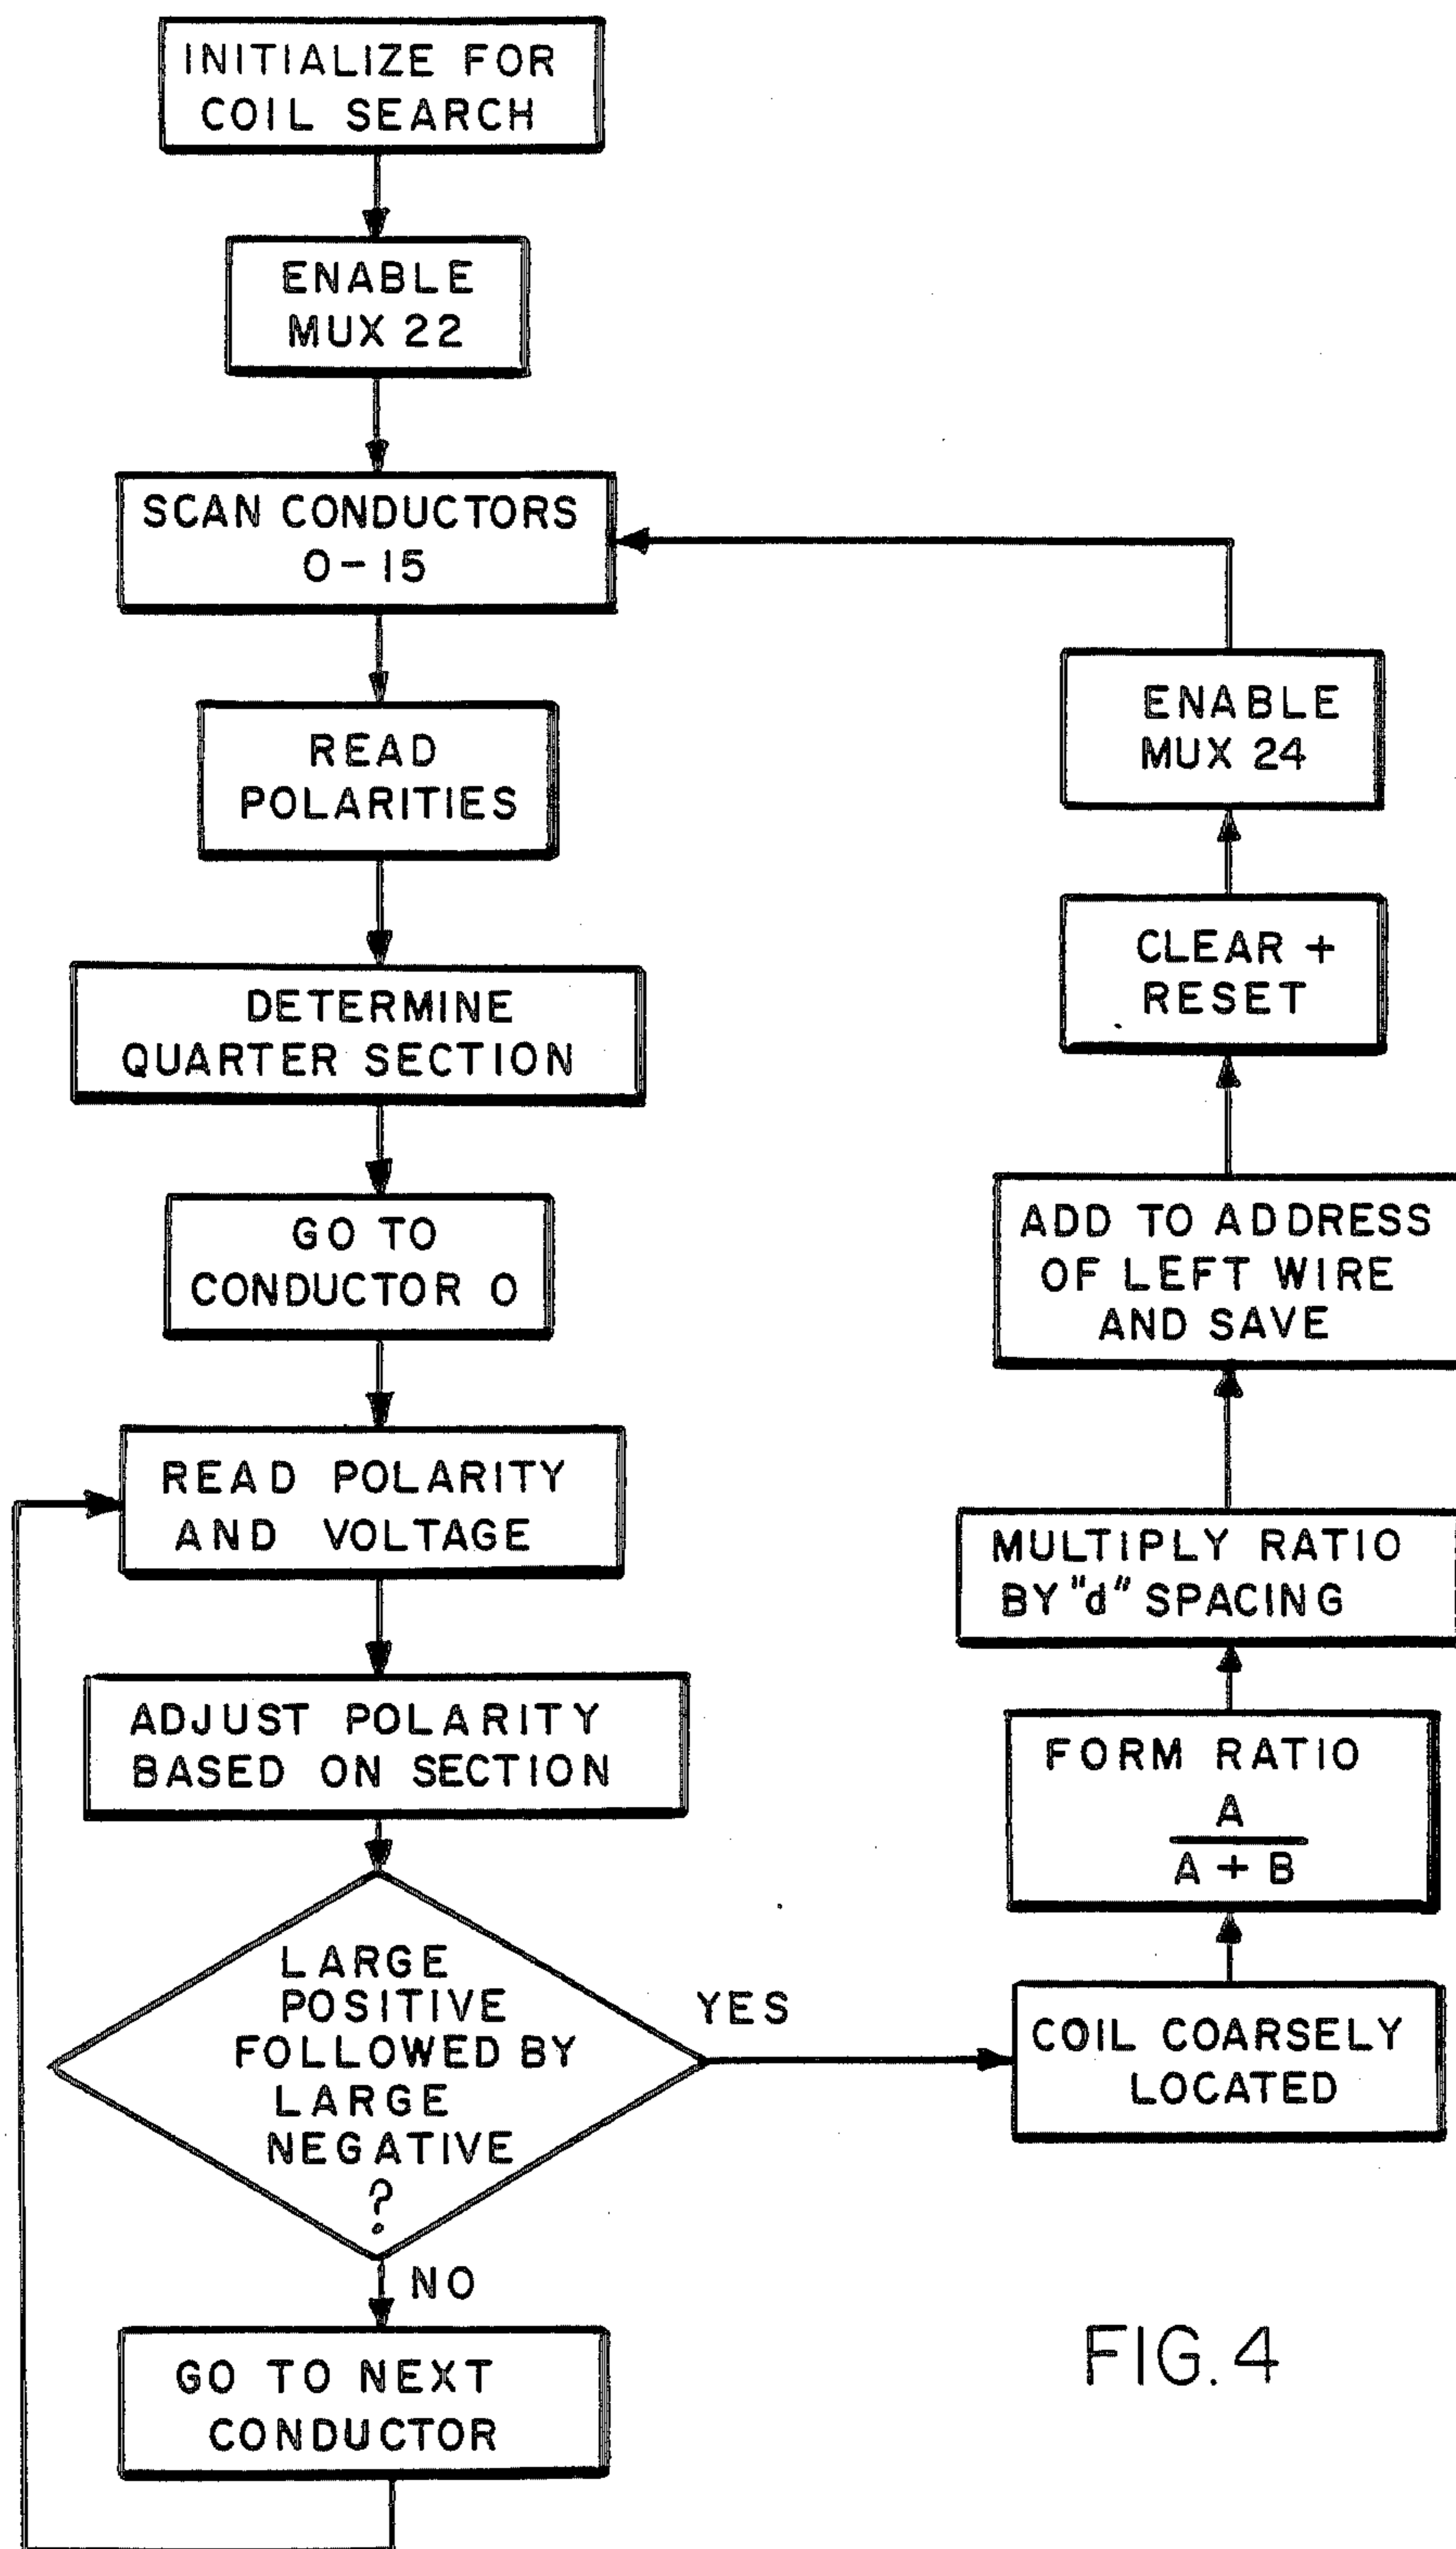 INITIALIZE FOR
COIL SEARCH
ENABLE
MUX 22
SCAN CONDUCTORS
0-15
READ
POLARITIES
DETERMINE
QUARTER SECTION
GO TO
CONDUCTOR 0
READ POLARITY
AND VOLTAGE
ADJUST POLARITY
BASED ON SECTION
LARGE
POSITIVE
FOLLOWED BY
LARGE
NEGATIVE
?
YES
NO
GO TO NEXT
CONDUCTOR
COIL COARSELY
LOCATED
FORM RATIO
A
A + B
MULTIPLY RATIO
BY "d" SPACING
ADD TO ADDRESS
OF LEFT WIRE
AND SAVE
CLEAR +
RESET
ENABLE
MUX 24
FIG. 4